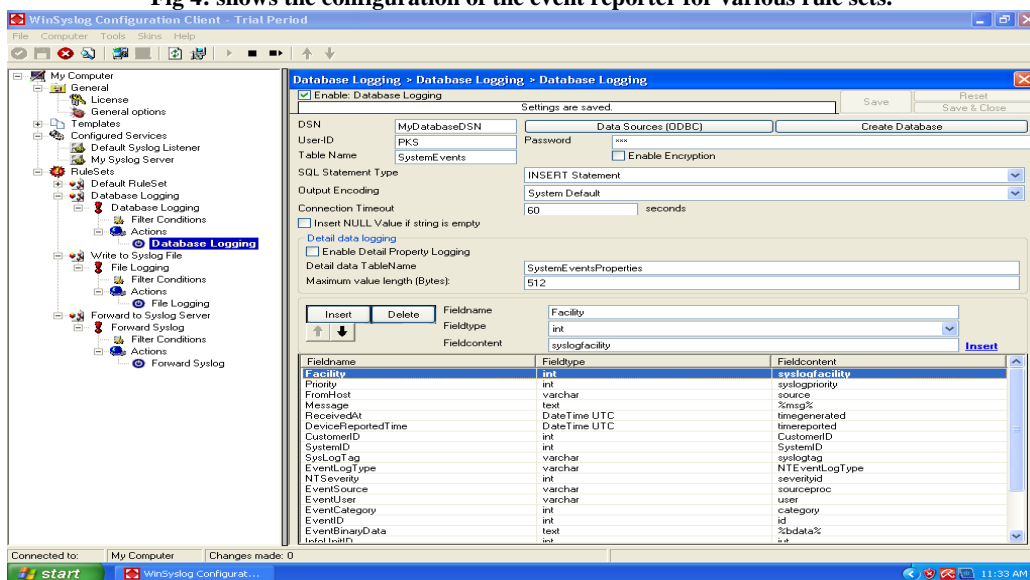 Fig 4: shows the configuration of the event reporter for various rule sets.
WinSyslog Configuration Client - Trial Period
File Computer Tools Skins Help
My Computer
General
License
General options
Templates
Configured Services
Default Syslog Listener
My Syslog Server
RuleSets
Default RuleSet
Database Logging
Database Logging
Filter Conditions
Actions
Database Logging
Write to Syslog File
File Logging
Filter Conditions
Actions
File Logging
Forward to Syslog Server
Forward Syslog
Filter Conditions
Actions
Forward Syslog
Database Logging > Database Logging > Database Logging
Enable: Database Logging
Settings are saved.
Save
Reset
Save & Close
DSN MyDatabaseDSN Data Sources (ODBC) Create Database
User-ID PKS Password xxx
Table Name SystemEvents Enable Encryption
SQL Statement Type INSERT Statement
Output Encoding System Default
Connection Timeout 60 seconds
Insert NULL Value if string is empty
Detail data logging
Enable Detail Property Logging
Detail data TableName SystemEventsProperties
Maximum value length (Bytes): 512
Insert Delete Fieldname Facility
Fieldtype int
Fieldcontent syslogfacility Insert
Fieldname Fieldtype Fieldcontent
Facility int syslogfacility
Priority int syslogpriority
FromHost varchar source
Message text %msg%
ReceivedAt DateTime UTC timegenerated
DeviceReportedTime DateTime UTC timereported
CustomerID int CustomerID
SystemID int SystemID
SysLogTag varchar syslogtag
EventLogType varchar NTEventLogType
NTSeverity int severityid
EventSource varchar sourceproc
EventUser varchar user
EventCategory int category
EventID int id
EventBinaryData text %bdata%
InfoUnitID int iut
Connected to: My Computer Changes made: 0
start WinSyslog Configurat... 11:33 AM